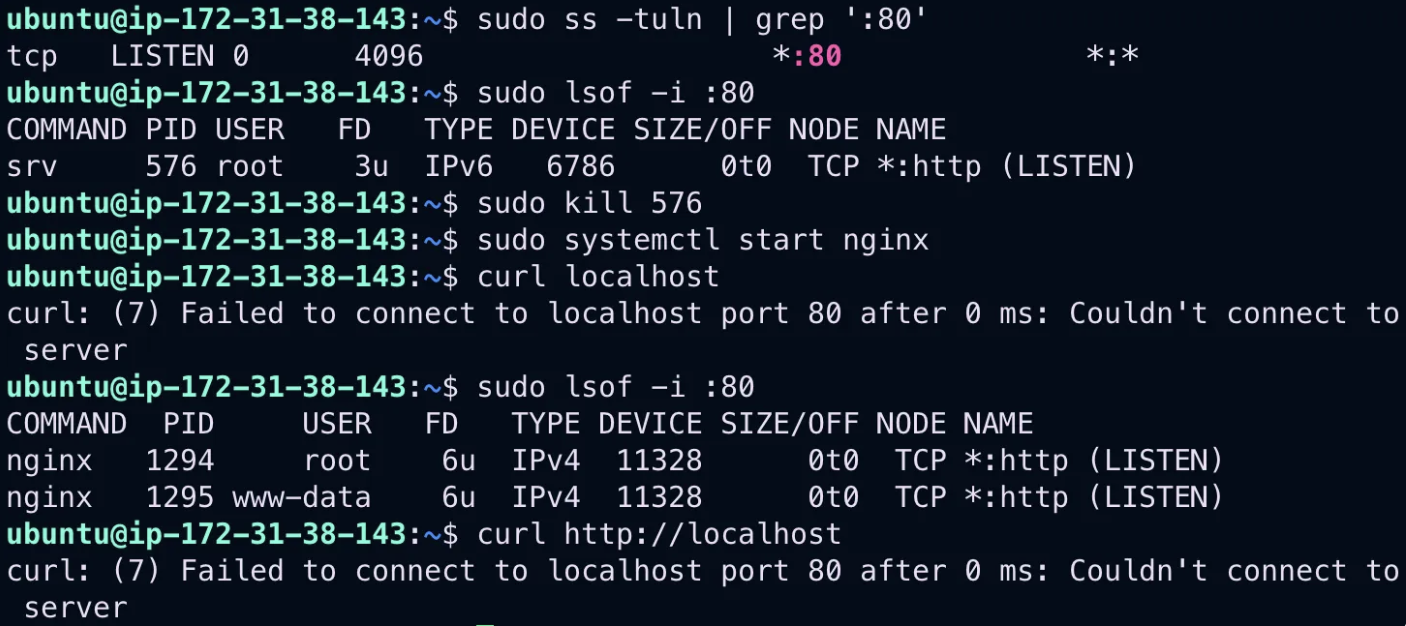 ubuntu@ip-172-31-38-143:~$ sudo ss -tuln | grep ':80'
tcp   LISTEN 0      4096                    *:80              *:*
ubuntu@ip-172-31-38-143:~$ sudo lsof -i :80
COMMAND PID USER   FD   TYPE DEVICE SIZE/OFF NODE NAME
srv     576 root    3u  IPv6   6786      0t0  TCP *:http (LISTEN)
ubuntu@ip-172-31-38-143:~$ sudo kill 576
ubuntu@ip-172-31-38-143:~$ sudo systemctl start nginx
ubuntu@ip-172-31-38-143:~$ curl localhost
curl: (7) Failed to connect to localhost port 80 after 0 ms: Couldn't connect to
 server
ubuntu@ip-172-31-38-143:~$ sudo lsof -i :80
COMMAND  PID     USER   FD   TYPE DEVICE SIZE/OFF NODE NAME
nginx   1294     root    6u  IPv4  11328      0t0  TCP *:http (LISTEN)
nginx   1295 www-data    6u  IPv4  11328      0t0  TCP *:http (LISTEN)
ubuntu@ip-172-31-38-143:~$ curl http://localhost
curl: (7) Failed to connect to localhost port 80 after 0 ms: Couldn't connect to
 server